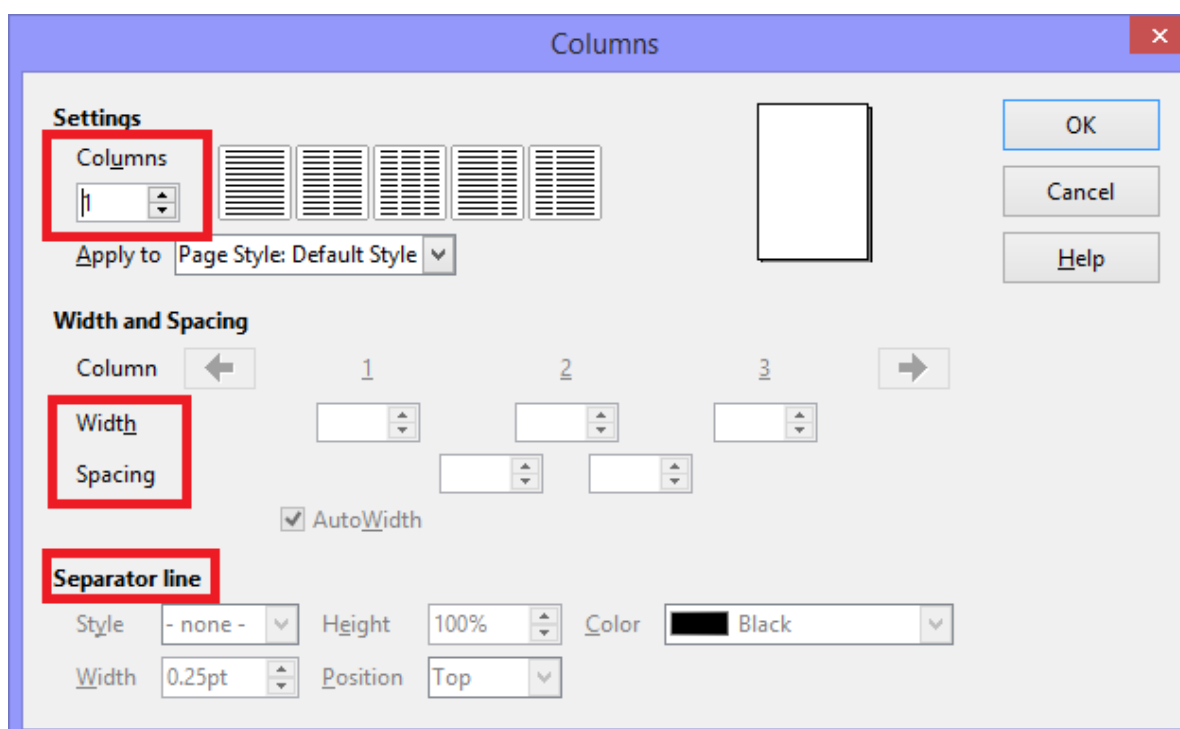 Columns
Settings
Columns
1
Apply to Page Style: Default Style
OK
Cancel
Help
Width and Spacing
Column 1 2 3
Width
Spacing
AutoWidth
Separator line
Style - none - Height 100% Color Black
Width 0.25pt Position Top